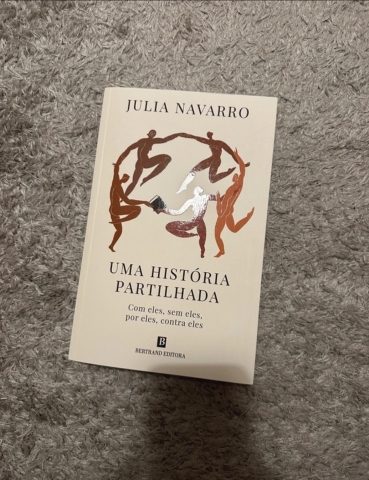 JULIA NAVARRO
UMA HISTÓRIA
PARTILHADA
Com eles, sem eles,
por eles, contra eles
B
BERTRAND EDITORA